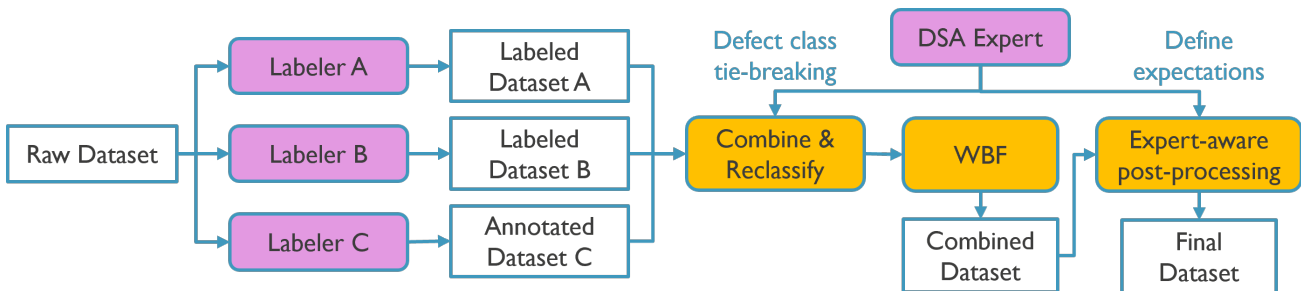 Raw Dataset
Labeler A
Labeler B
Labeler C
Labeled
Dataset A
Labeled
Dataset B
Annotated
Dataset C
Defect class
tie-breaking
DSA Expert
Define
expectations
Combine &
Reclassify
WBF
Expert-aware
post-processing
Combined
Dataset
Final
Dataset